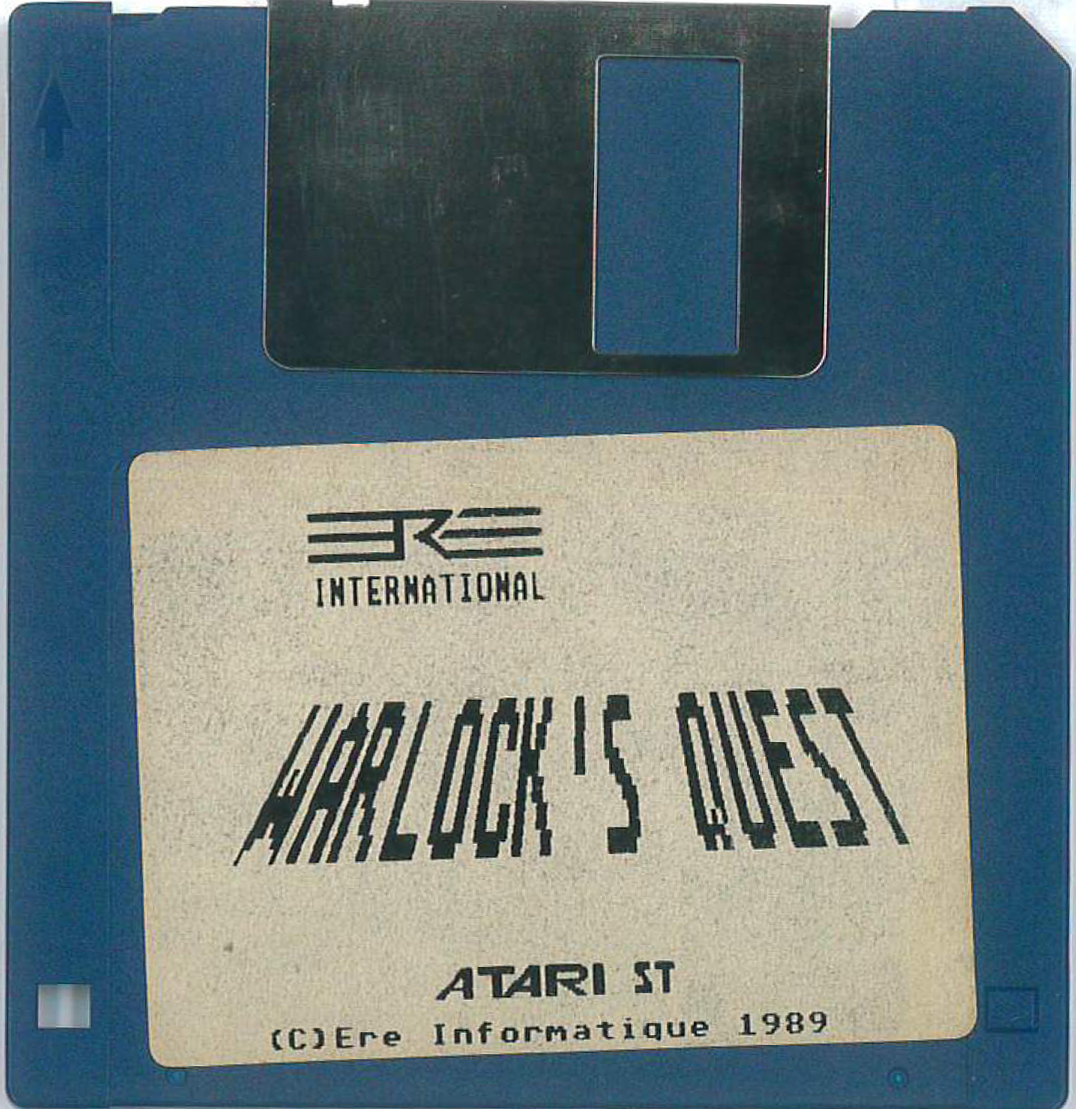 ERE
INTERNATIONAL
WARLOCK'S QUEST
ATARI ST
(C)Ere Informatique 1989